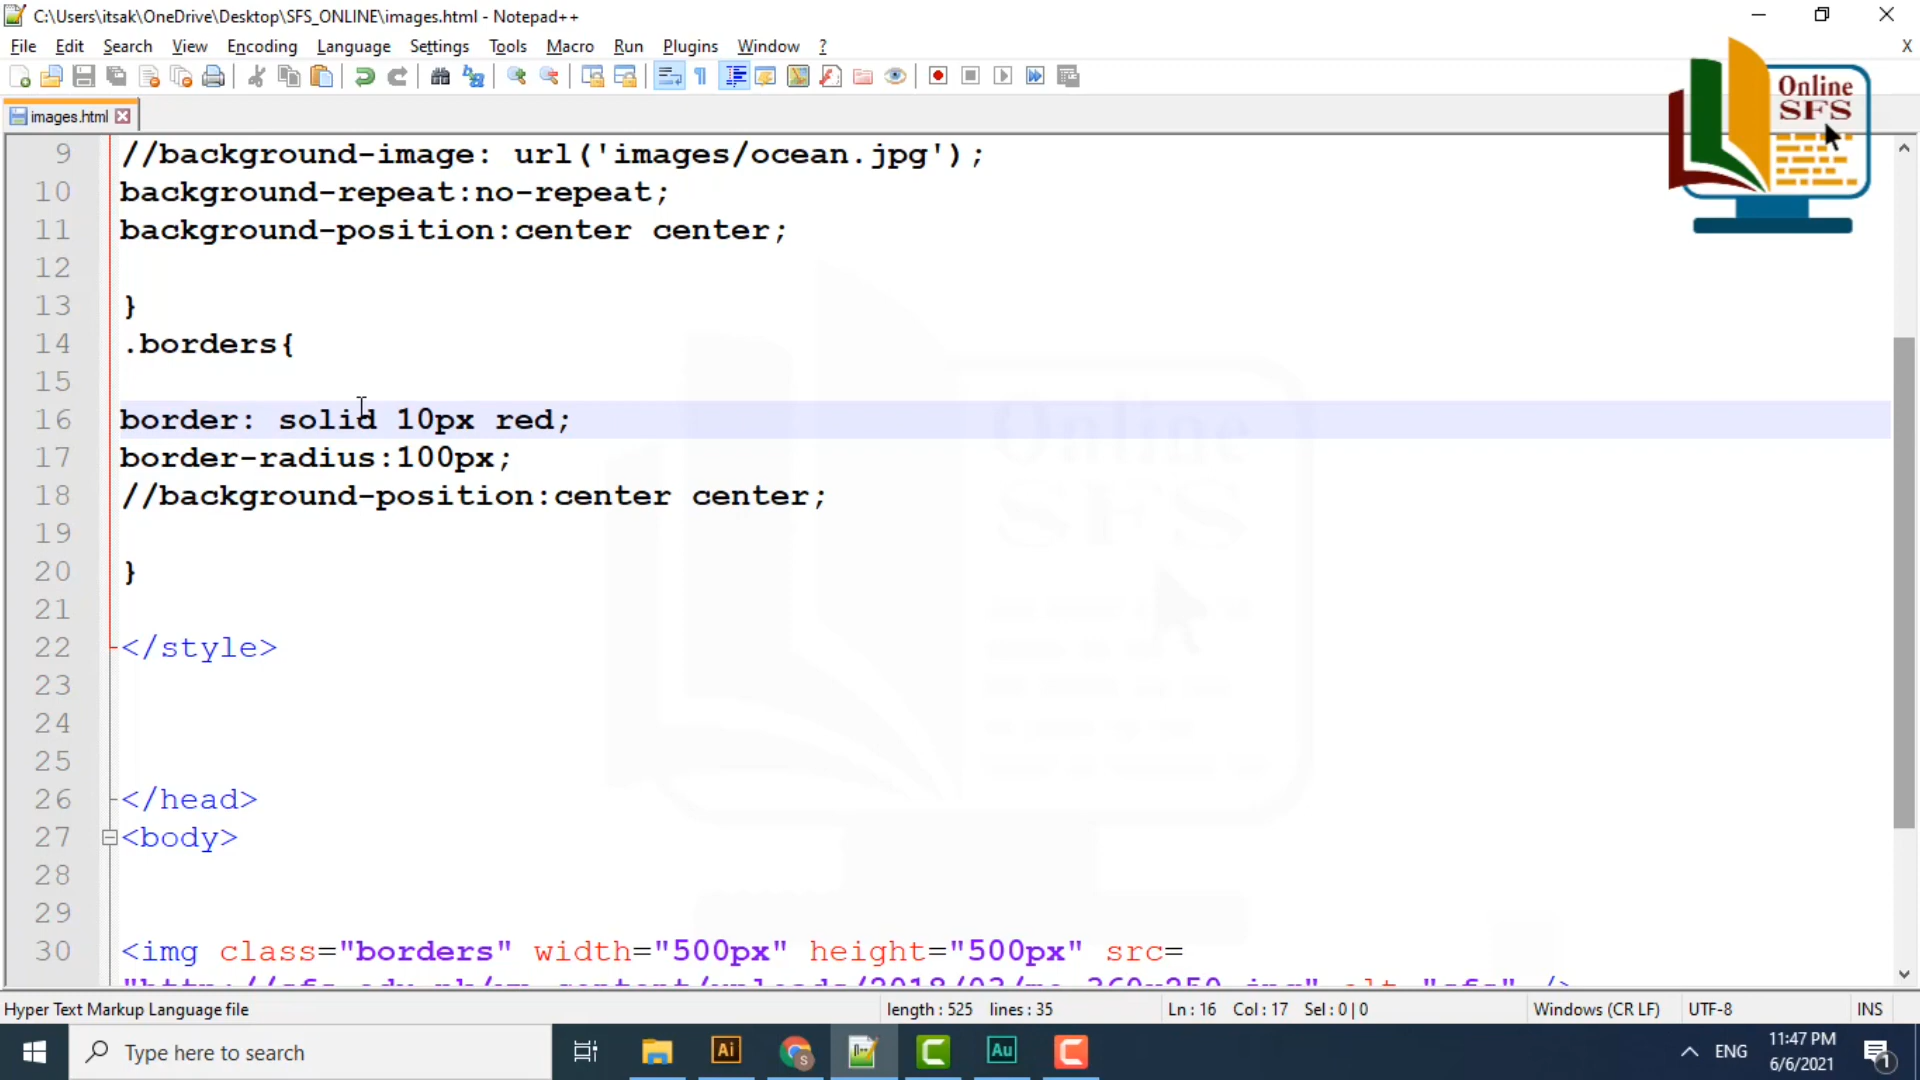 C:\Users\itsak\OneDrive\Desktop\SFS_ONLINE\images.html - Notepad++
File Edit Search View Encoding Language Settings Tools Macro Run Plugins Window ? X
images.html
Online
SFS
9 //background-image: url('images/ocean.jpg');
10 background-repeat:no-repeat;
11 background-position:center center;
12
13 }
14 .borders{
15
16 border: solid 10px red;
17 border-radius:100px;
18 //background-position:center center;
19
20 }
21
22 </style>
23
24
25
26 </head>
27 <body>
28
29
30 <img class="borders" width="500px" height="500px" src=
Online
SFS
Hyper Text Markup Language file length : 525 lines : 35 Ln : 16 Col : 17 Sel : 0 | 0 Windows (CR LF) UTF-8 INS
Type here to search
Ai
Au
ENG
11:47 PM
6/6/2021
1